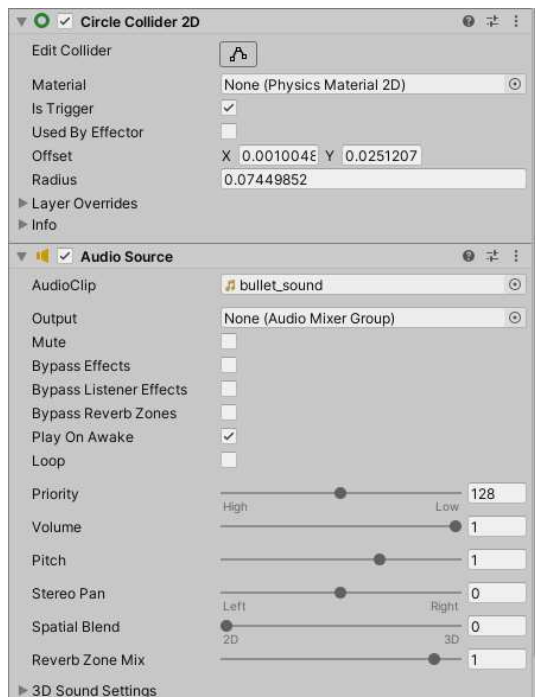 Circle Collider 2D
Edit Collider
Material None (Physics Material 2D)
Is Trigger
Used By Effector
Offset X 0.0010048 Y 0.0251207
Radius 0.07449852
Layer Overrides
Info
Audio Source
AudioClip bullet_sound
Output None (Audio Mixer Group)
Mute
Bypass Effects
Bypass Listener Effects
Bypass Reverb Zones
Play On Awake
Loop
Priority 128
High Low
Volume 1
Pitch 1
Stereo Pan 0
Left Right
Spatial Blend 0
2D 3D
Reverb Zone Mix 1
3D Sound Settings